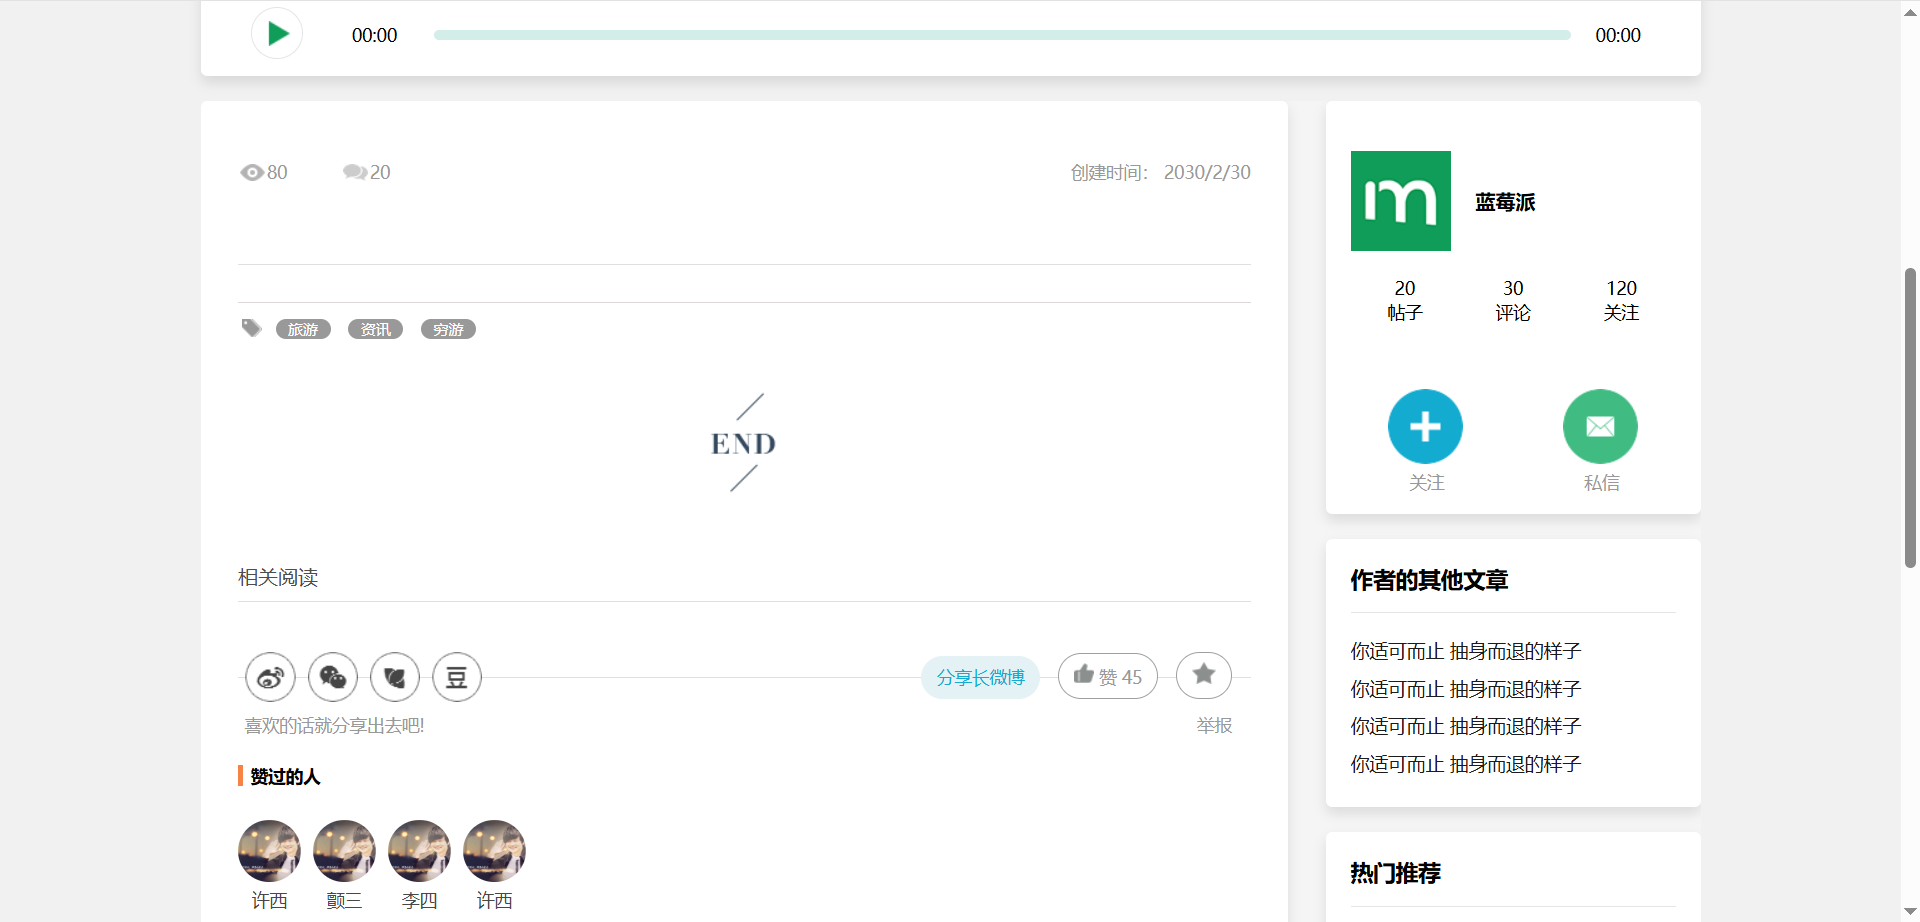 00:00 00:00
80 20 创建时间： 2030/2/30
旅游 资讯 穷游
END
相关阅读
豆 分享长微博 赞 45
喜欢的话就分享出去吧! 举报
赞过的人
许西 颤三 李四 许西
m 蓝莓派
20 30 120
帖子 评论 关注
关注 私信
作者的其他文章
你适可而止 抽身而退的样子
你适可而止 抽身而退的样子
你适可而止 抽身而退的样子
你适可而止 抽身而退的样子
热门推荐